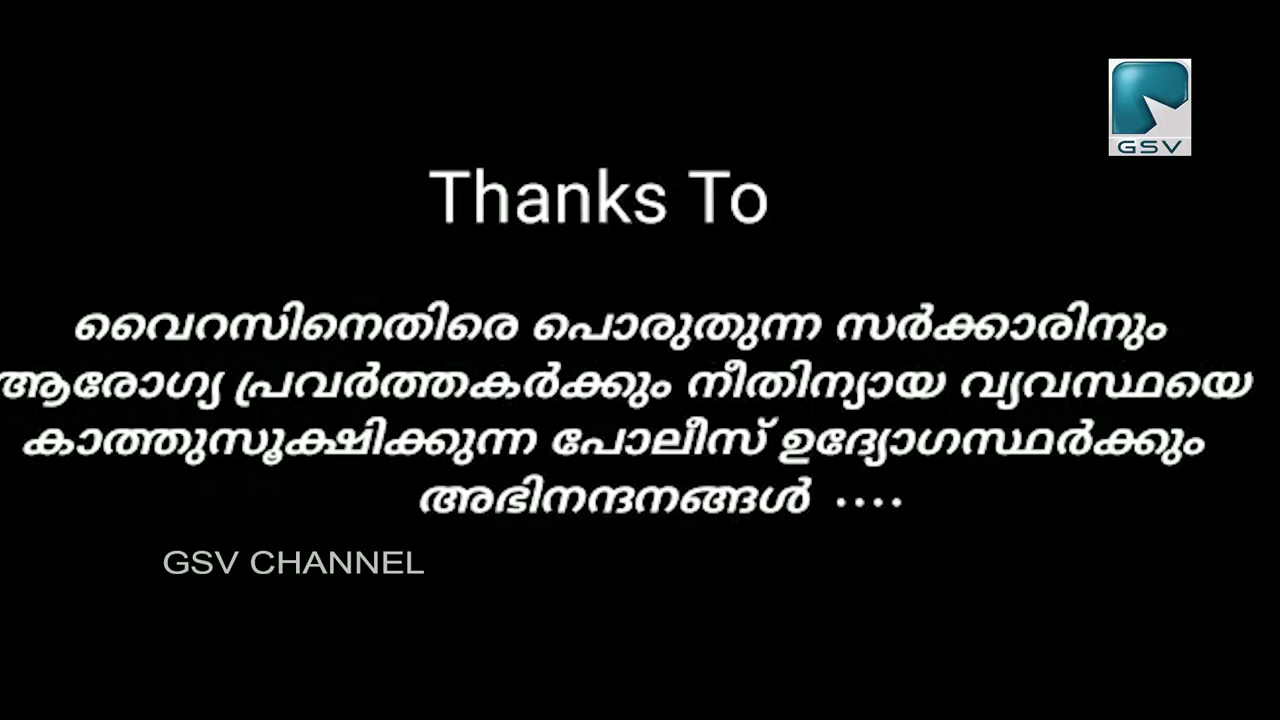 GSV
Thanks To
വൈറസിനെതിരെ പൊരുതുന്ന സർക്കാരിനും
ആരോഗ്യ പ്രവർത്തകർക്കും നീതിന്യായ വ്യവസ്ഥയെ
കാത്തുസൂക്ഷിക്കുന്ന പോലീസ് ഉദ്യോഗസ്ഥർക്കും
അഭിനന്ദനങ്ങൾ ....
GSV CHANNEL